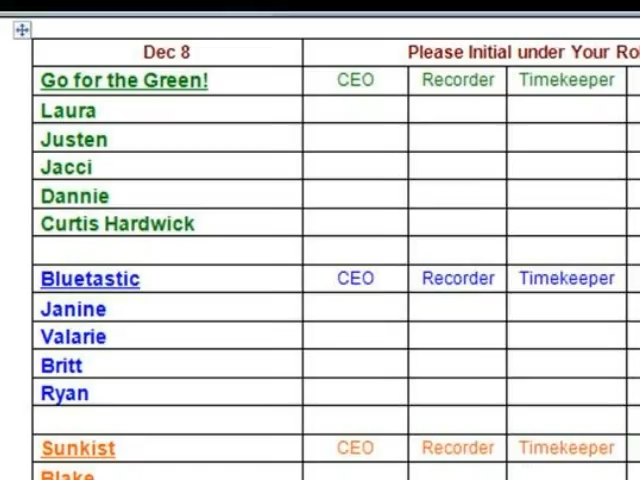 Dec 8 Please Initial under Your
Go for the Green! CEO Recorder Timekeeper
Laura
Justen
Jacci
Dannie
Curtis Hardwick
Bluetastic CEO Recorder Timekeeper
Janine
Valarie
Britt
Ryan
Sunkist CEO Recorder Timekeeper
Blake